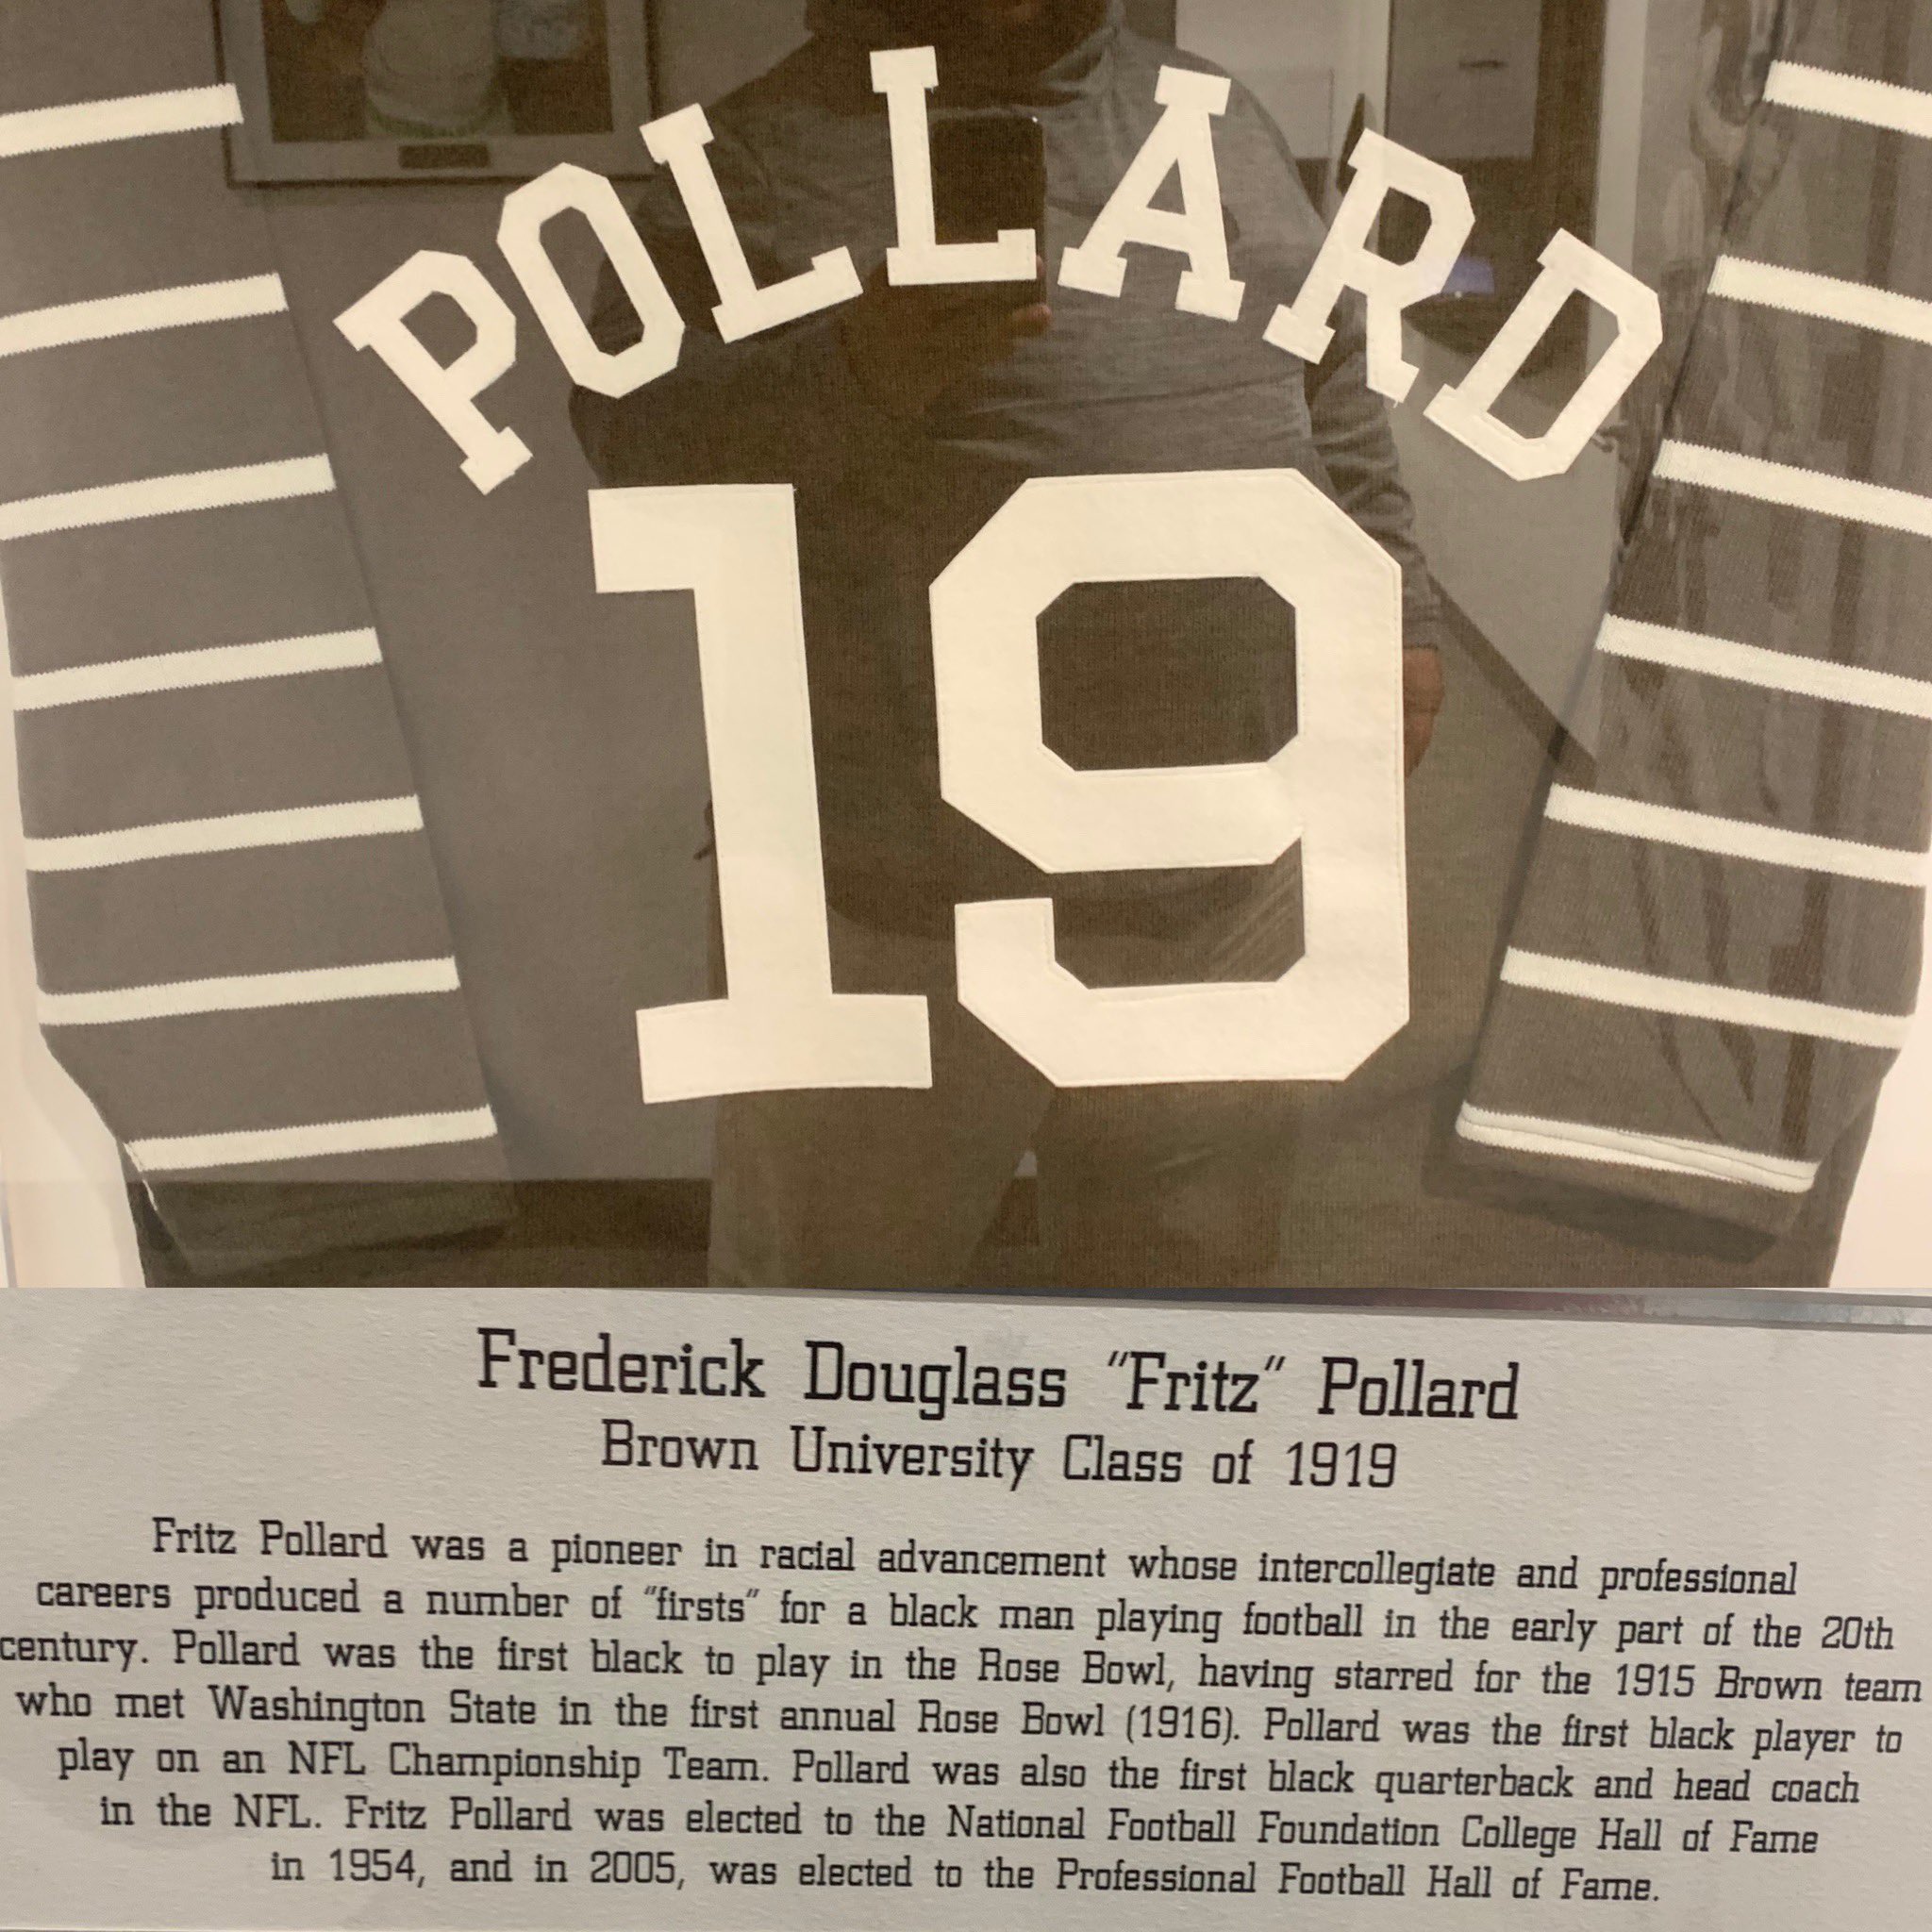 POLLARD
19
Frederick Douglass "Fritz" Pollard
Brown University Class of 1919
Fritz Pollard was a pioneer in racial advancement whose intercollegiate and professional
careers produced a number of "firsts" for a black man playing football in the early part of the 20th
century. Pollard was the first black to play in the Rose Bowl, having starred for the 1915 Brown team
who met Washington State in the first annual Rose Bowl (1916). Pollard was the first black player to
play on an NFL Championship Team. Pollard was also the first black quarterback and head coach
in the NFL. Fritz Pollard was elected to the National Football Foundation College Hall of Fame
in 1954, and in 2005, was elected to the Professional Football Hall of Fame.